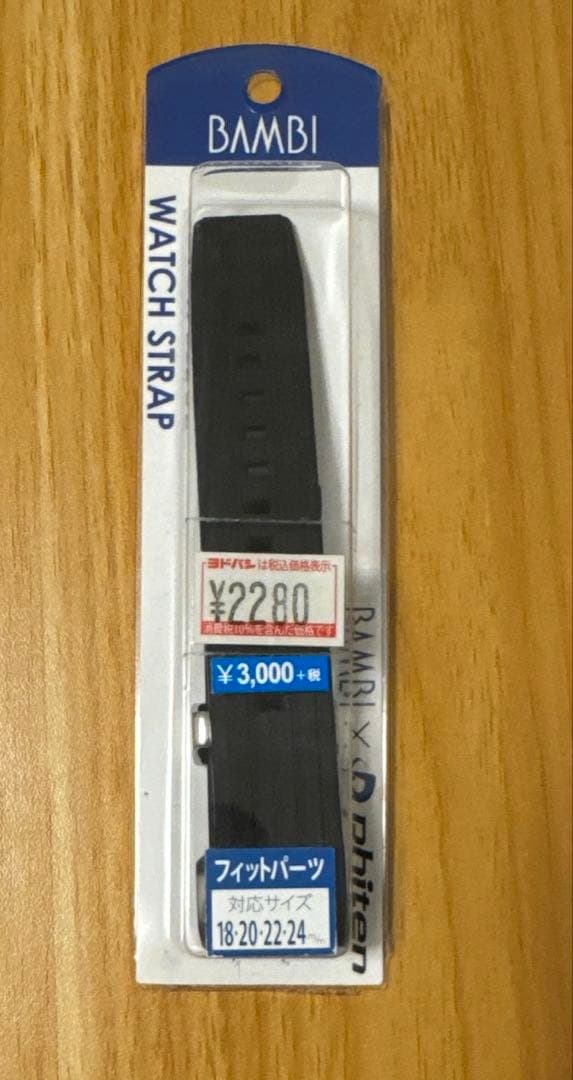 BAMBI
WATCH STRAP
ヨドバシは税込価格表示
¥2280
消費税10%を含んだ価格です
¥3,000+税
BAMBI × phiten
フィットパーツ
対応サイズ
18・20・22・24m/m